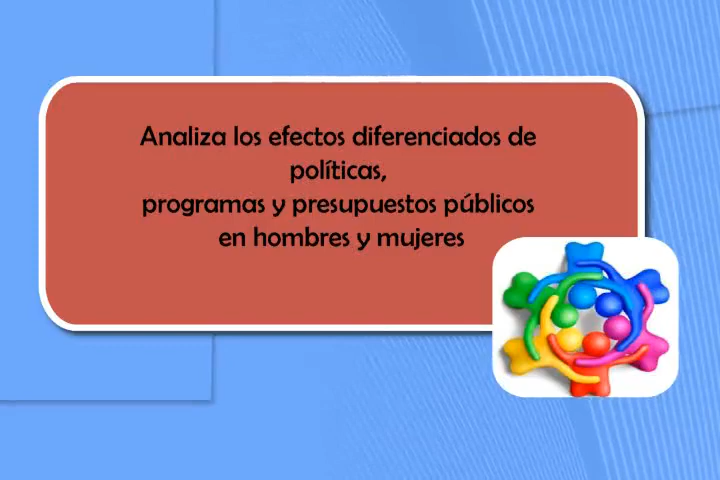 Analiza los efectos diferenciados de
políticas,
programas y presupuestos públicos
en hombres y mujeres